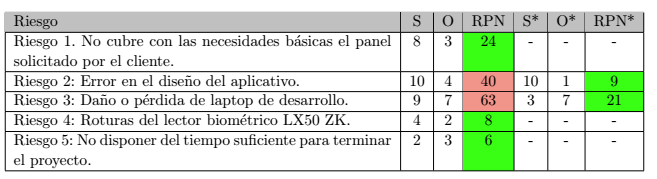 Riesgo S O RPN S* O* RPN*
Riesgo 1. No cubre con las necesidades básicas el panel 8 3 24 - - -
solicitado por el cliente.
Riesgo 2: Error en el diseño del aplicativo. 10 4 40 10 1 9
Riesgo 3: Daño o pérdida de laptop de desarrollo. 9 7 63 3 7 21
Riesgo 4: Roturas del lector biométrico LX50 ZK. 4 2 8 - - -
Riesgo 5: No disponer del tiempo suficiente para terminar 2 3 6 - - -
el proyecto.